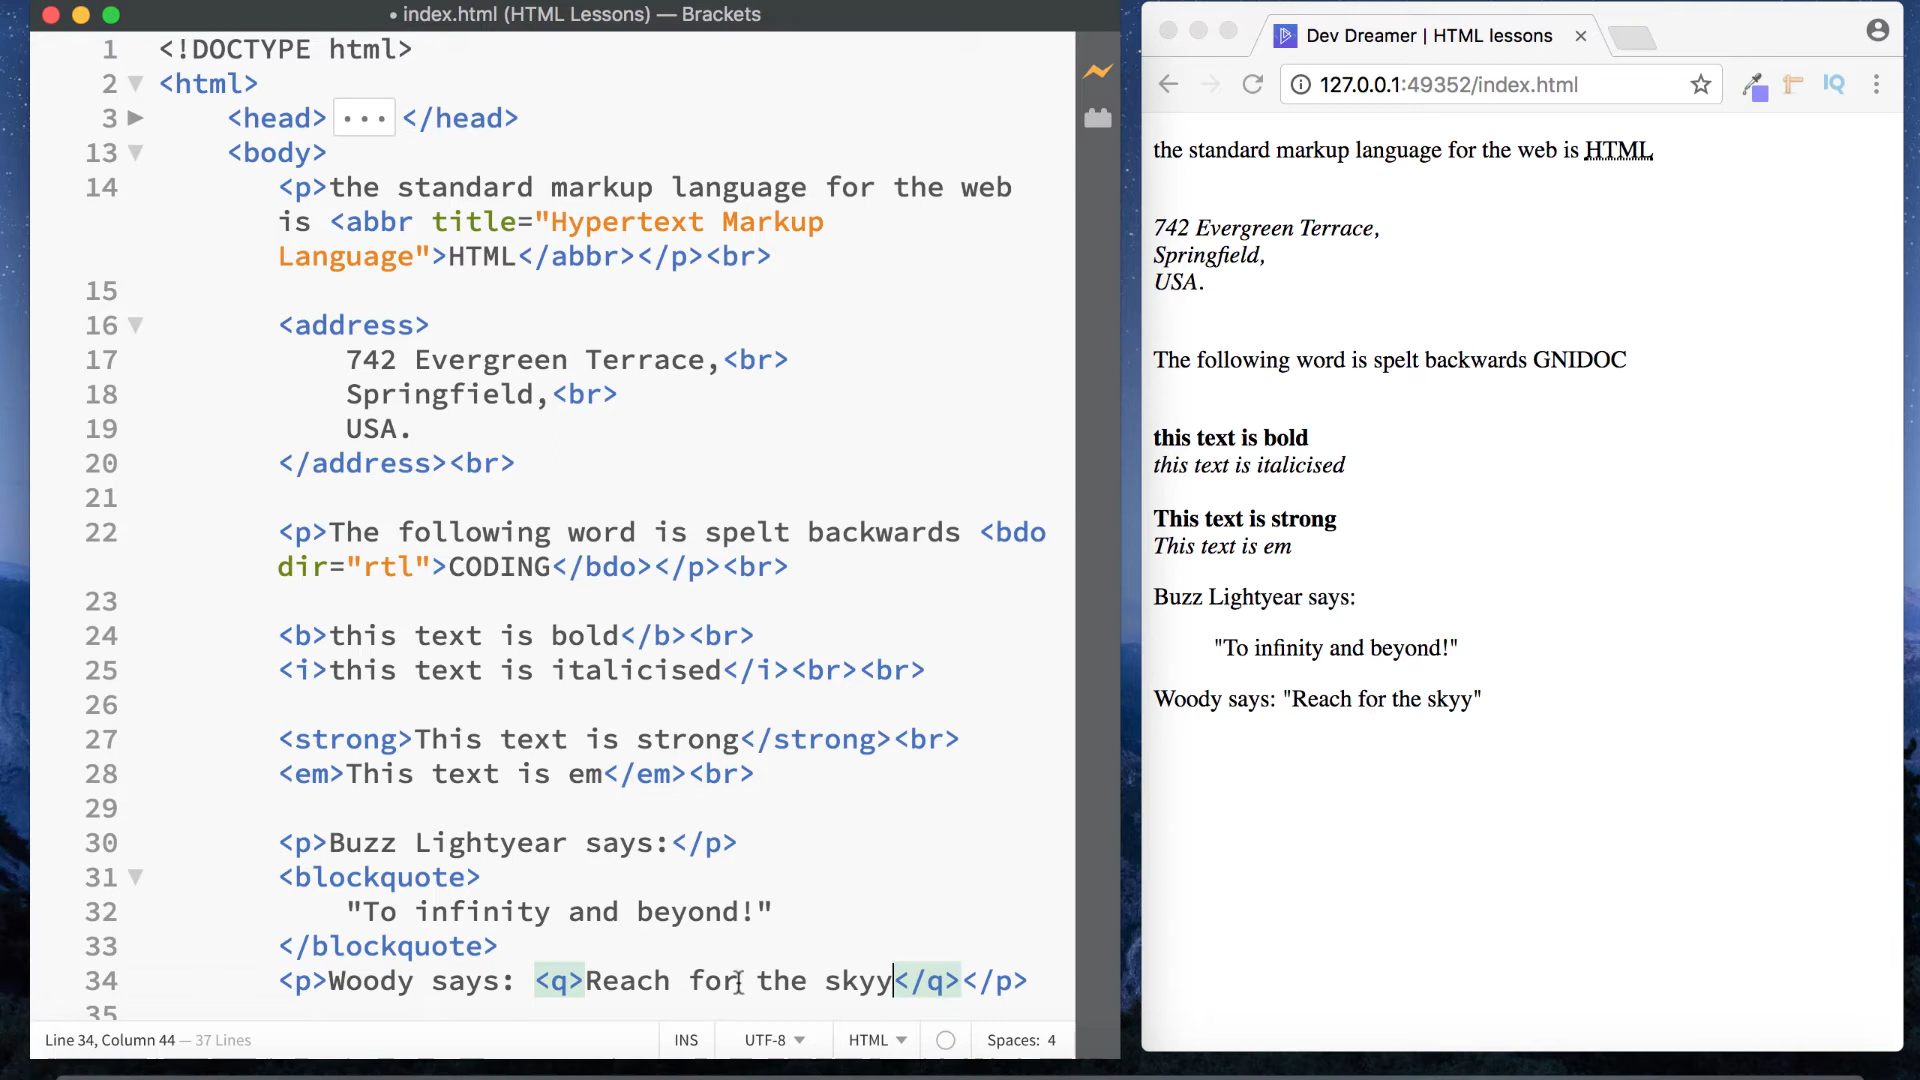 • index.html (HTML Lessons) — Brackets
1 <!DOCTYPE html>
2 <html>
3 <head> ... </head>
13 <body>
14 <p>the standard markup language for the web
is <abbr title="Hypertext Markup
Language">HTML</abbr></p><br>
15
16 <address>
17 742 Evergreen Terrace,<br>
18 Springfield,<br>
19 USA.
20 </address><br>
21
22 <p>The following word is spelt backwards <bdo
dir="rtl">CODING</bdo></p><br>
23
24 <b>this text is bold</b><br>
25 <i>this text is italicised</i><br><br>
26
27 <strong>This text is strong</strong><br>
28 <em>This text is em</em><br>
29
30 <p>Buzz Lightyear says:</p>
31 <blockquote>
32 "To infinity and beyond!"
33 </blockquote>
34 <p>Woody says: <q>Reach for the skyy</q></p>
35
Line 34, Column 44 — 37 Lines
INS UTF-8 HTML Spaces: 4
Dev Dreamer | HTML lessons
127.0.0.1:49352/index.html IQ
the standard markup language for the web is HTML
742 Evergreen Terrace,
Springfield,
USA.
The following word is spelt backwards GNIDOC
this text is bold
this text is italicised
This text is strong
This text is em
Buzz Lightyear says:
"To infinity and beyond!"
Woody says: "Reach for the skyy"